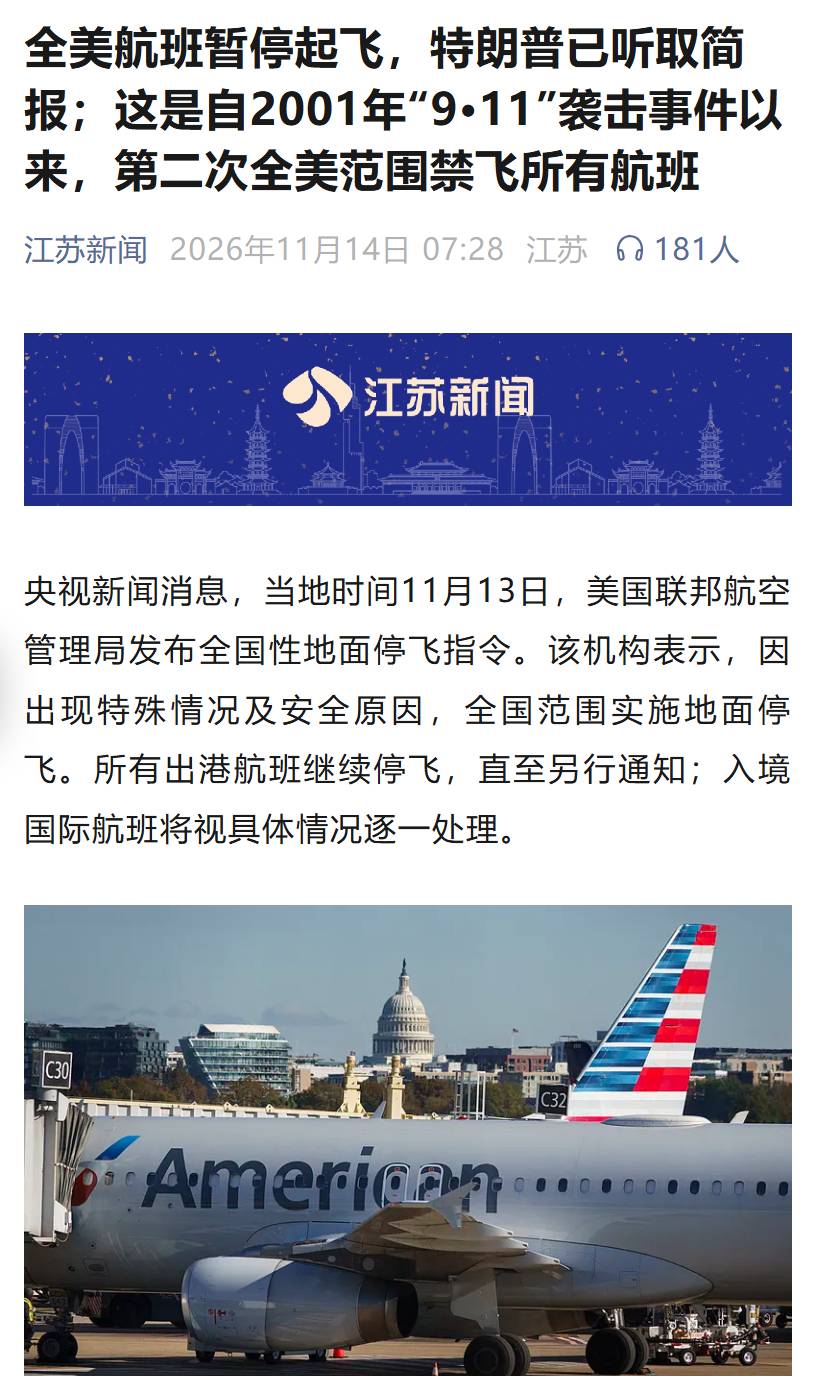 全美航班暂停起飞，特朗普已听取简
报；这是自2001年“9•11”袭击事件以
来，第二次全美范围禁飞所有航班
江苏新闻 2026年11月14日 07:28 江苏 181人
江苏新闻
央视新闻消息，当地时间11月13日，美国联邦航空
管理局发布全国性地面停飞指令。该机构表示，因
出现特殊情况及安全原因，全国范围实施地面停
飞。所有出港航班继续停飞，直至另行通知；入境
国际航班将视具体情况逐一处理。
C30
C32
American